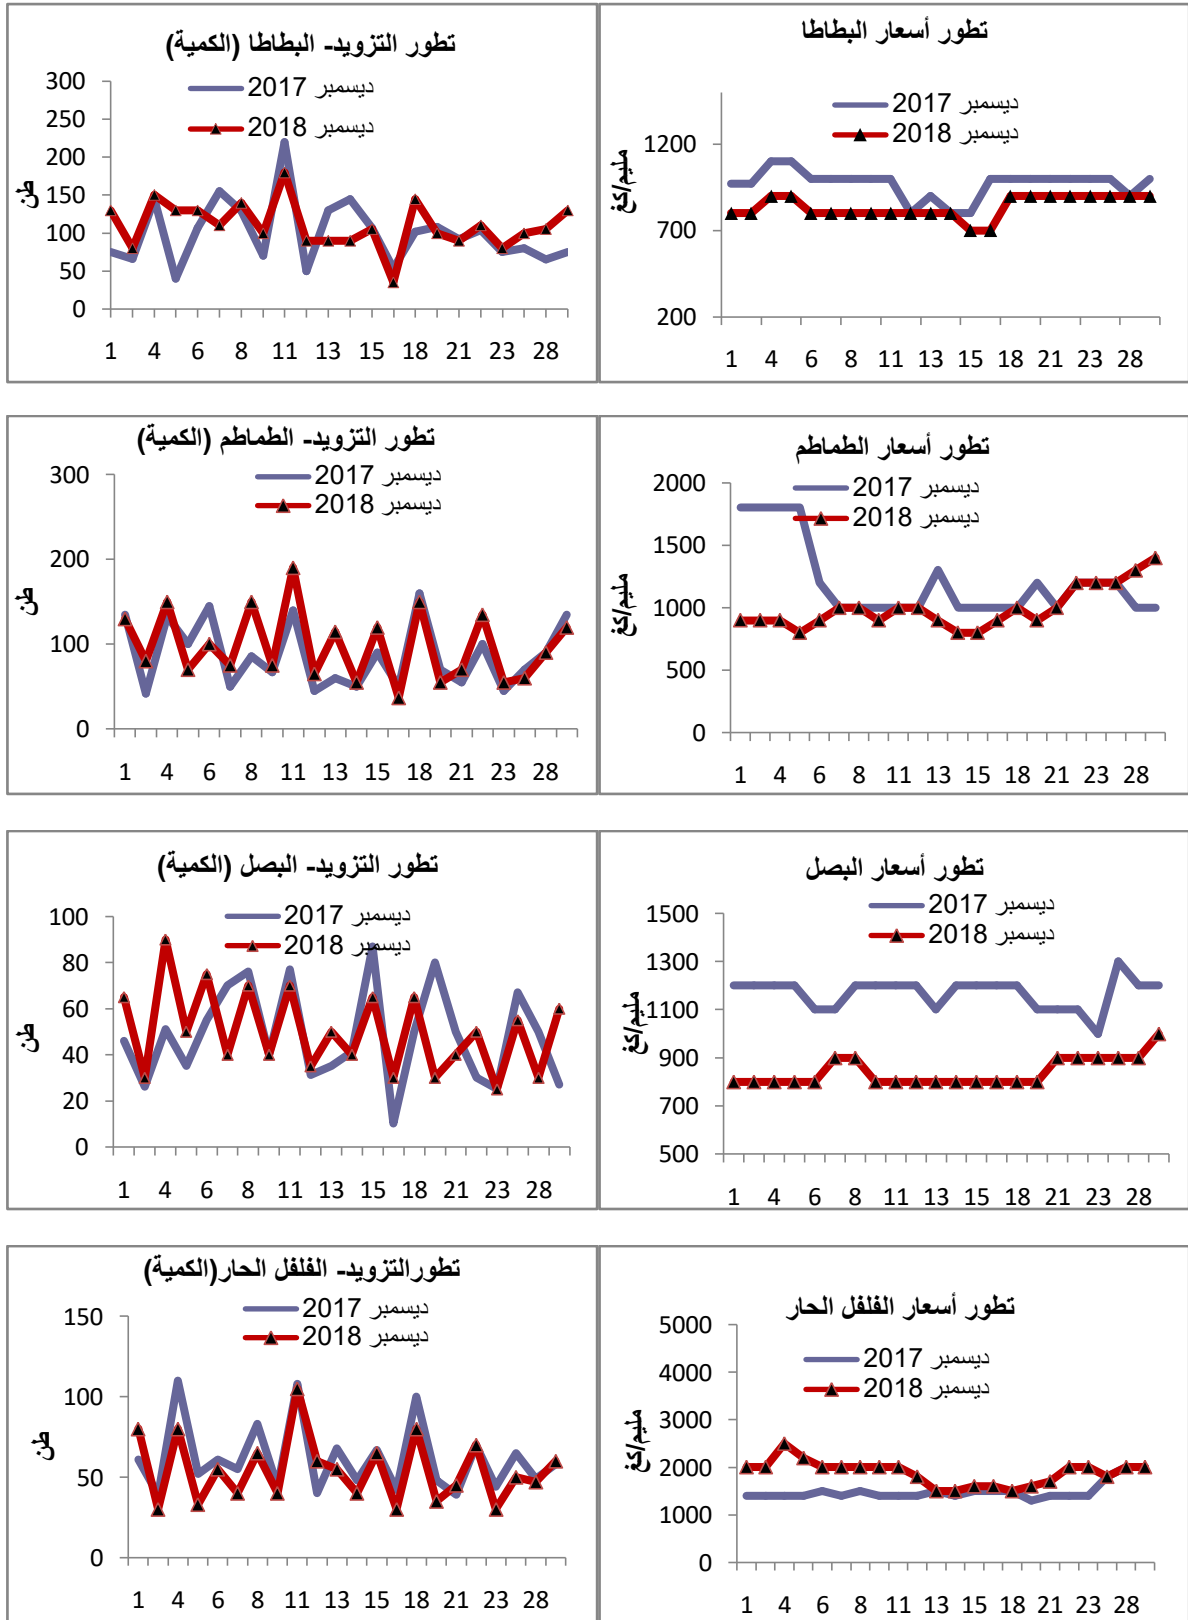 تطور التزويد- البطاطا (الكمية)
ديسمبر 2017
ديسمبر 2018
طن
300
250
200
150
100
50
0
1 4 6 8 11 13 15 18 21 23 28
تطور أسعار البطاطا
ديسمبر 2017
ديسمبر 2018
مليم/كغ
1200
700
200
1 4 6 8 11 13 15 18 21 23 28
تطور التزويد- الطماطم (الكمية)
ديسمبر 2017
ديسمبر 2018
طن
300
200
100
0
1 4 6 8 11 13 15 18 21 23 28
تطور أسعار الطماطم
ديسمبر 2017
ديسمبر 2018
مليم/كغ
2000
1500
1000
500
0
1 4 6 8 11 13 15 18 21 23 28
تطور التزويد- البصل (الكمية)
ديسمبر 2017
ديسمبر 2018
طن
100
80
60
40
20
0
1 4 6 8 11 13 15 18 21 23 28
تطور أسعار البصل
ديسمبر 2017
ديسمبر 2018
مليم/كغ
1500
1300
1100
900
700
500
1 4 6 8 11 13 15 18 21 23 28
تطورالتزويد- الفلفل الحار(الكمية)
ديسمبر 2017
ديسمبر 2018
طن
150
100
50
0
1 4 6 8 11 13 15 18 21 23 28
تطور أسعار الفلفل الحار
ديسمبر 2017
ديسمبر 2018
مليم/كغ
5000
4000
3000
2000
1000
0
1 4 6 8 11 13 15 18 21 23 28